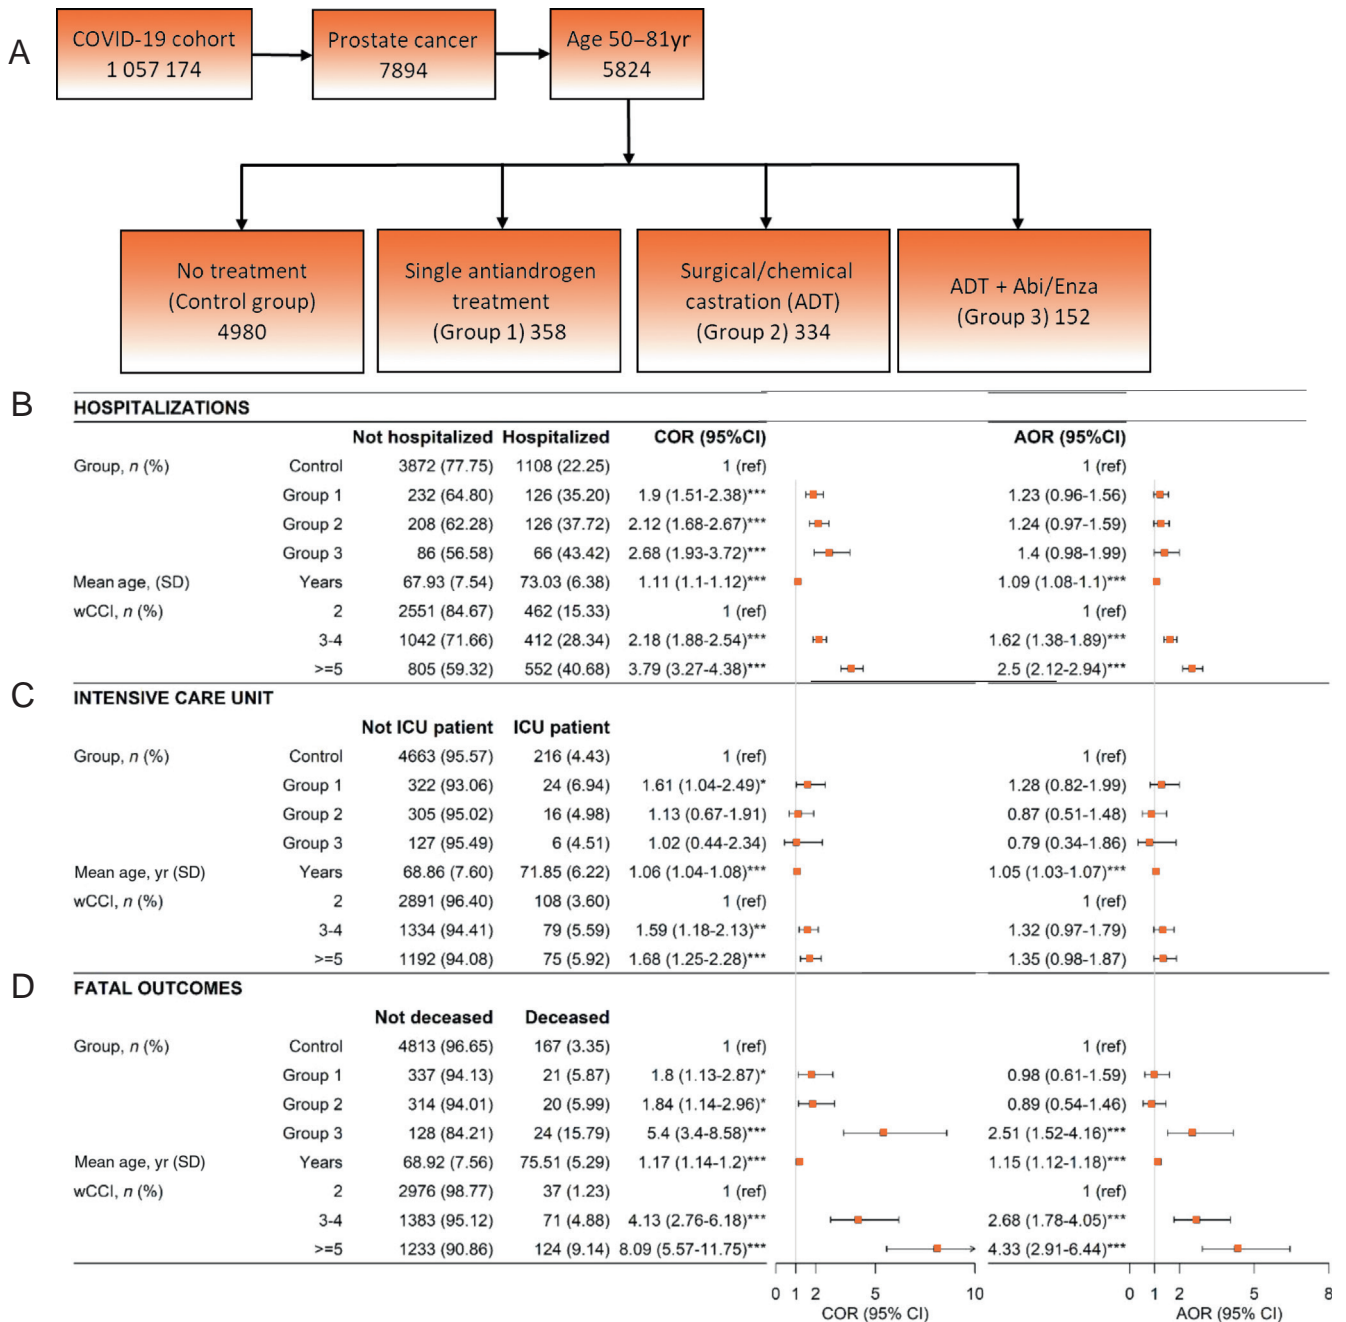 A
COVID-19 cohort
1 057 174
Prostate cancer
7894
Age 50–81yr
5824
No treatment
(Control group)
4980
Single antiandrogen
treatment
(Group 1) 358
Surgical/chemical
castration (ADT)
(Group 2) 334
ADT + Abi/Enza
(Group 3) 152
B
HOSPITALIZATIONS
Not hospitalized Hospitalized COR (95%CI) AOR (95%CI)
Group, n (%) Control 3872 (77.75) 1108 (22.25) 1 (ref) 1 (ref)
Group 1 232 (64.80) 126 (35.20) 1.9 (1.51-2.38)*** 1.23 (0.96-1.56)
Group 2 208 (62.28) 126 (37.72) 2.12 (1.68-2.67)*** 1.24 (0.97-1.59)
Group 3 86 (56.58) 66 (43.42) 2.68 (1.93-3.72)*** 1.4 (0.98-1.99)
Mean age, (SD) Years 67.93 (7.54) 73.03 (6.38) 1.11 (1.1-1.12)*** 1.09 (1.08-1.1)***
wCCI, n (%) 2 2551 (84.67) 462 (15.33) 1 (ref) 1 (ref)
3-4 1042 (71.66) 412 (28.34) 2.18 (1.88-2.54)*** 1.62 (1.38-1.89)***
>=5 805 (59.32) 552 (40.68) 3.79 (3.27-4.38)*** 2.5 (2.12-2.94)***
C
INTENSIVE CARE UNIT
Not ICU patient ICU patient
Group, n (%) Control 4663 (95.57) 216 (4.43) 1 (ref) 1 (ref)
Group 1 322 (93.06) 24 (6.94) 1.61 (1.04-2.49)* 1.28 (0.82-1.99)
Group 2 305 (95.02) 16 (4.98) 1.13 (0.67-1.91) 0.87 (0.51-1.48)
Group 3 127 (95.49) 6 (4.51) 1.02 (0.44-2.34) 0.79 (0.34-1.86)
Mean age, yr (SD) Years 68.86 (7.60) 71.85 (6.22) 1.06 (1.04-1.08)*** 1.05 (1.03-1.07)***
wCCI, n (%) 2 2891 (96.40) 108 (3.60) 1 (ref) 1 (ref)
3-4 1334 (94.41) 79 (5.59) 1.59 (1.18-2.13)** 1.32 (0.97-1.79)
>=5 1192 (94.08) 75 (5.92) 1.68 (1.25-2.28)*** 1.35 (0.98-1.87)
D
FATAL OUTCOMES
Not deceased Deceased
Group, n (%) Control 4813 (96.65) 167 (3.35) 1 (ref) 1 (ref)
Group 1 337 (94.13) 21 (5.87) 1.8 (1.13-2.87)* 0.98 (0.61-1.59)
Group 2 314 (94.01) 20 (5.99) 1.84 (1.14-2.96)* 0.89 (0.54-1.46)
Group 3 128 (84.21) 24 (15.79) 5.4 (3.4-8.58)*** 2.51 (1.52-4.16)***
Mean age, yr (SD) Years 68.92 (7.56) 75.51 (5.29) 1.17 (1.14-1.2)*** 1.15 (1.12-1.18)***
wCCI, n (%) 2 2976 (98.77) 37 (1.23) 1 (ref) 1 (ref)
3-4 1383 (95.12) 71 (4.88) 4.13 (2.76-6.18)*** 2.68 (1.78-4.05)***
>=5 1233 (90.86) 124 (9.14) 8.09 (5.57-11.75)*** 4.33 (2.91-6.44)***
0 1 2 5 10 0 1 2 5 8
COR (95% CI) AOR (95% CI)